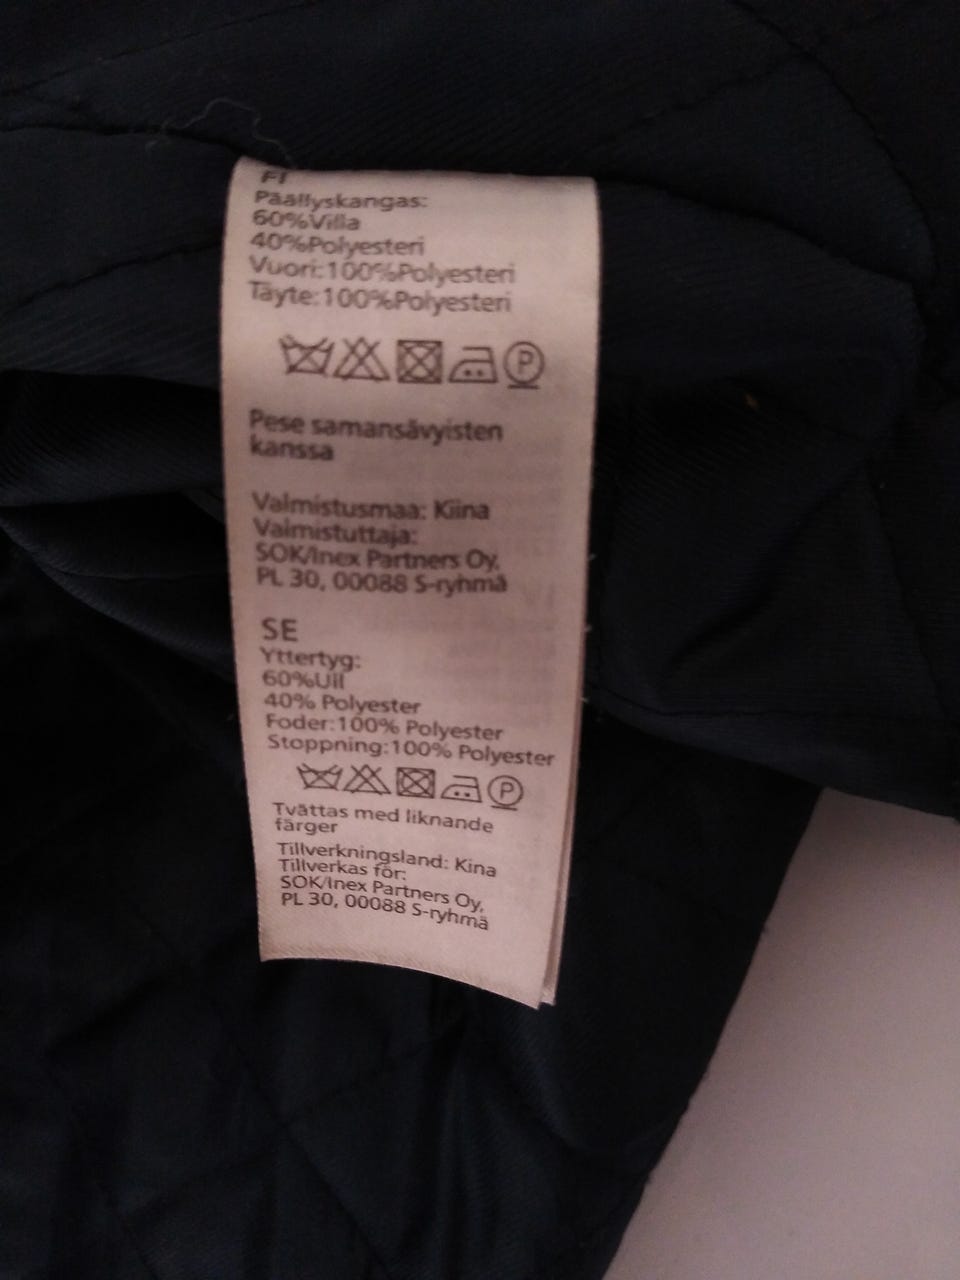 FI
Päällyskangas:
60%Villa
40%Polyesteri
Vuori:100%Polyesteri
Täyte:100%Polyesteri
P
Pese samansävyisten
kanssa
Valmistusmaa: Kiina
Valmistuttaja:
SOK/Inex Partners Oy,
PL 30, 00088 S-ryhmä
SE
Yttertyg:
60%Ull
40% Polyester
Foder:100% Polyester
Stoppning:100% Polyester
P
Tvättas med liknande
färger
Tillverkningsland: Kina
Tillverkas för:
SOK/Inex Partners Oy,
PL 30, 00088 S-ryhmä